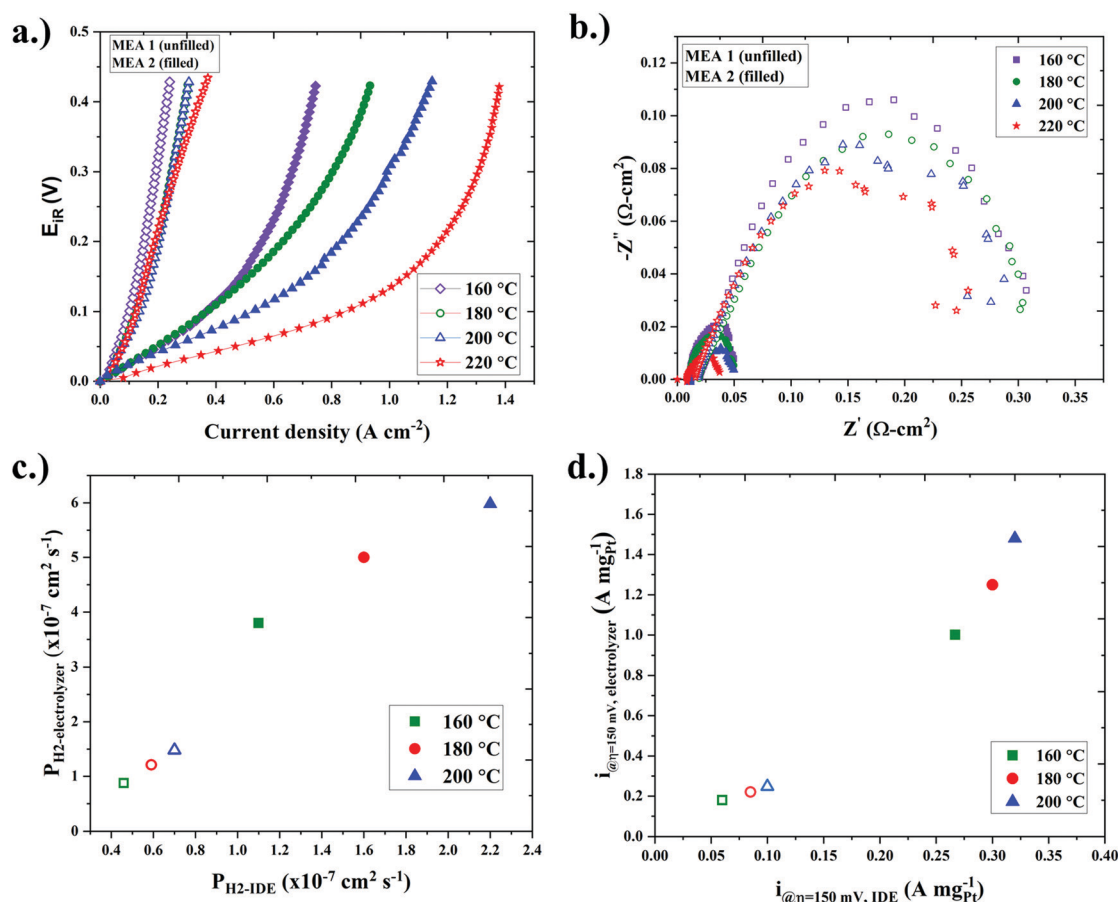 a.)
MEA 1 (unfilled)
MEA 2 (filled)
0.5
0.4
0.3
0.2
0.1
0.0
E_iR (V)
160 °C
180 °C
200 °C
220 °C
0.0 0.2 0.4 0.6 0.8 1.0 1.2 1.4
Current density (A cm⁻²)
b.)
MEA 1 (unfilled)
MEA 2 (filled)
160 °C
180 °C
200 °C
220 °C
-0.12
0.10
0.08
0.06
0.04
0.02
0.00
-Z'' (Ω-cm²)
0.00 0.05 0.10 0.15 0.20 0.25 0.30 0.35
Z' (Ω-cm²)
c.)
6
5
4
3
2
1
0
P_H2-electrolyzer (x10⁻⁷ cm² s⁻¹)
160 °C
180 °C
200 °C
0.4 0.6 0.8 1.0 1.2 1.4 1.6 1.8 2.0 2.2 2.4
P_H2-IDE (x10⁻⁷ cm² s⁻¹)
d.)
1.8
1.6
1.4
1.2
1.0
0.8
0.6
0.4
0.2
0.0
i_@η=150 mV, electrolyzer (A mg⁻¹_Pt)
160 °C
180 °C
200 °C
0.00 0.05 0.10 0.15 0.20 0.25 0.30 0.35 0.40
i_@η=150 mV, IDE (A mg⁻¹_Pt)